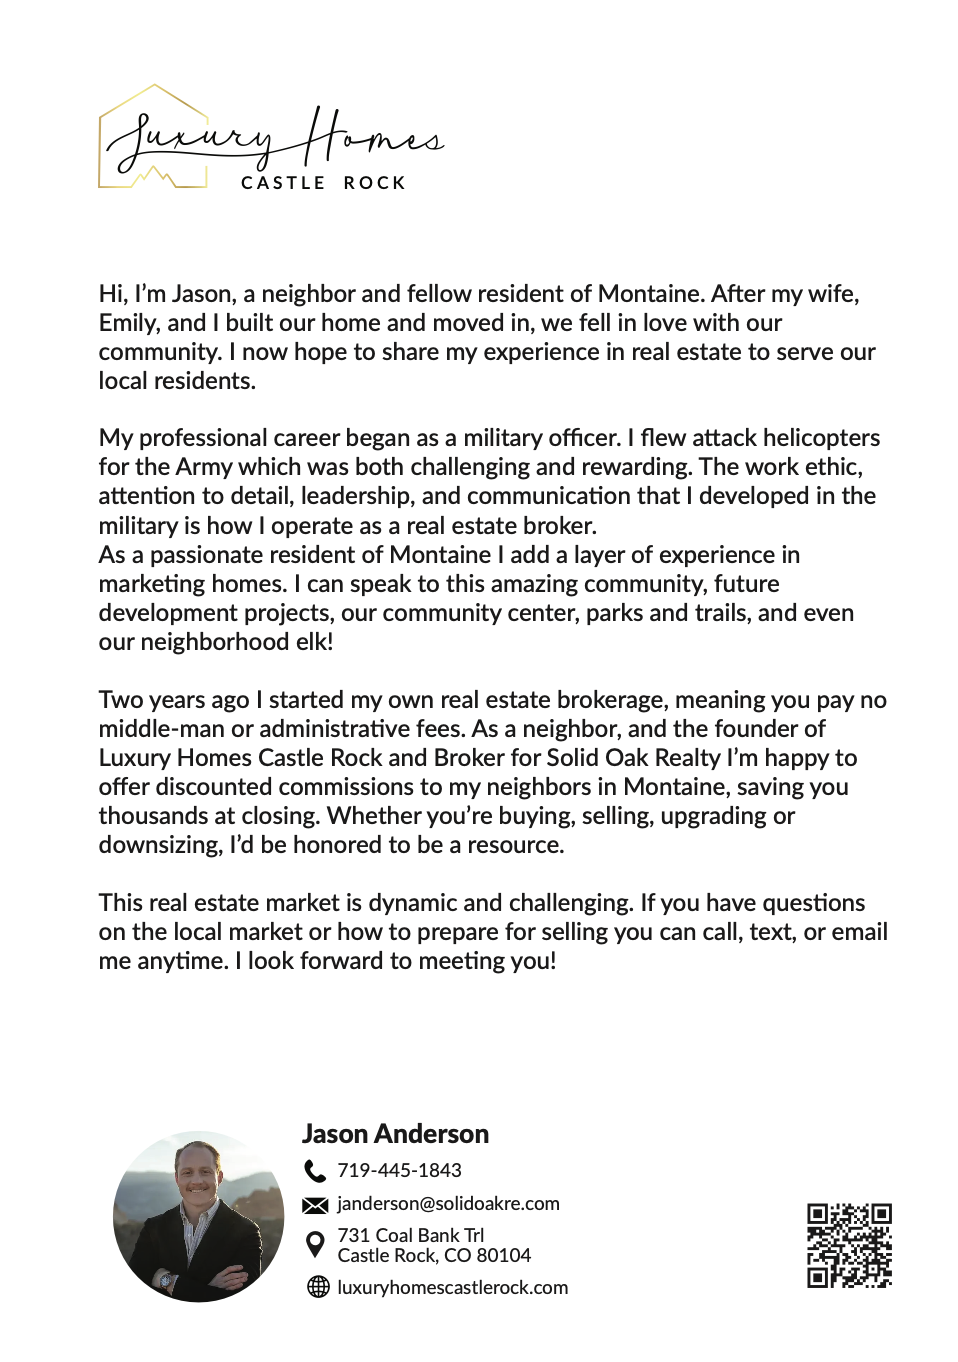 Luxury Homes
CASTLE ROCK
Hi, I’m Jason, a neighbor and fellow resident of Montaine. After my wife,
Emily, and I built our home and moved in, we fell in love with our
community. I now hope to share my experience in real estate to serve our
local residents.
My professional career began as a military officer. I flew attack helicopters
for the Army which was both challenging and rewarding. The work ethic,
attention to detail, leadership, and communication that I developed in the
military is how I operate as a real estate broker.
As a passionate resident of Montaine I add a layer of experience in
marketing homes. I can speak to this amazing community, future
development projects, our community center, parks and trails, and even
our neighborhood elk!
Two years ago I started my own real estate brokerage, meaning you pay no
middle-man or administrative fees. As a neighbor, and the founder of
Luxury Homes Castle Rock and Broker for Solid Oak Realty I’m happy to
offer discounted commissions to my neighbors in Montaine, saving you
thousands at closing. Whether you’re buying, selling, upgrading or
downsizing, I’d be honored to be a resource.
This real estate market is dynamic and challenging. If you have questions
on the local market or how to prepare for selling you can call, text, or email
me anytime. I look forward to meeting you!
Jason Anderson
719-445-1843
janderson@solidoakre.com
731 Coal Bank Trl
Castle Rock, CO 80104
luxuryhomescastlerock.com